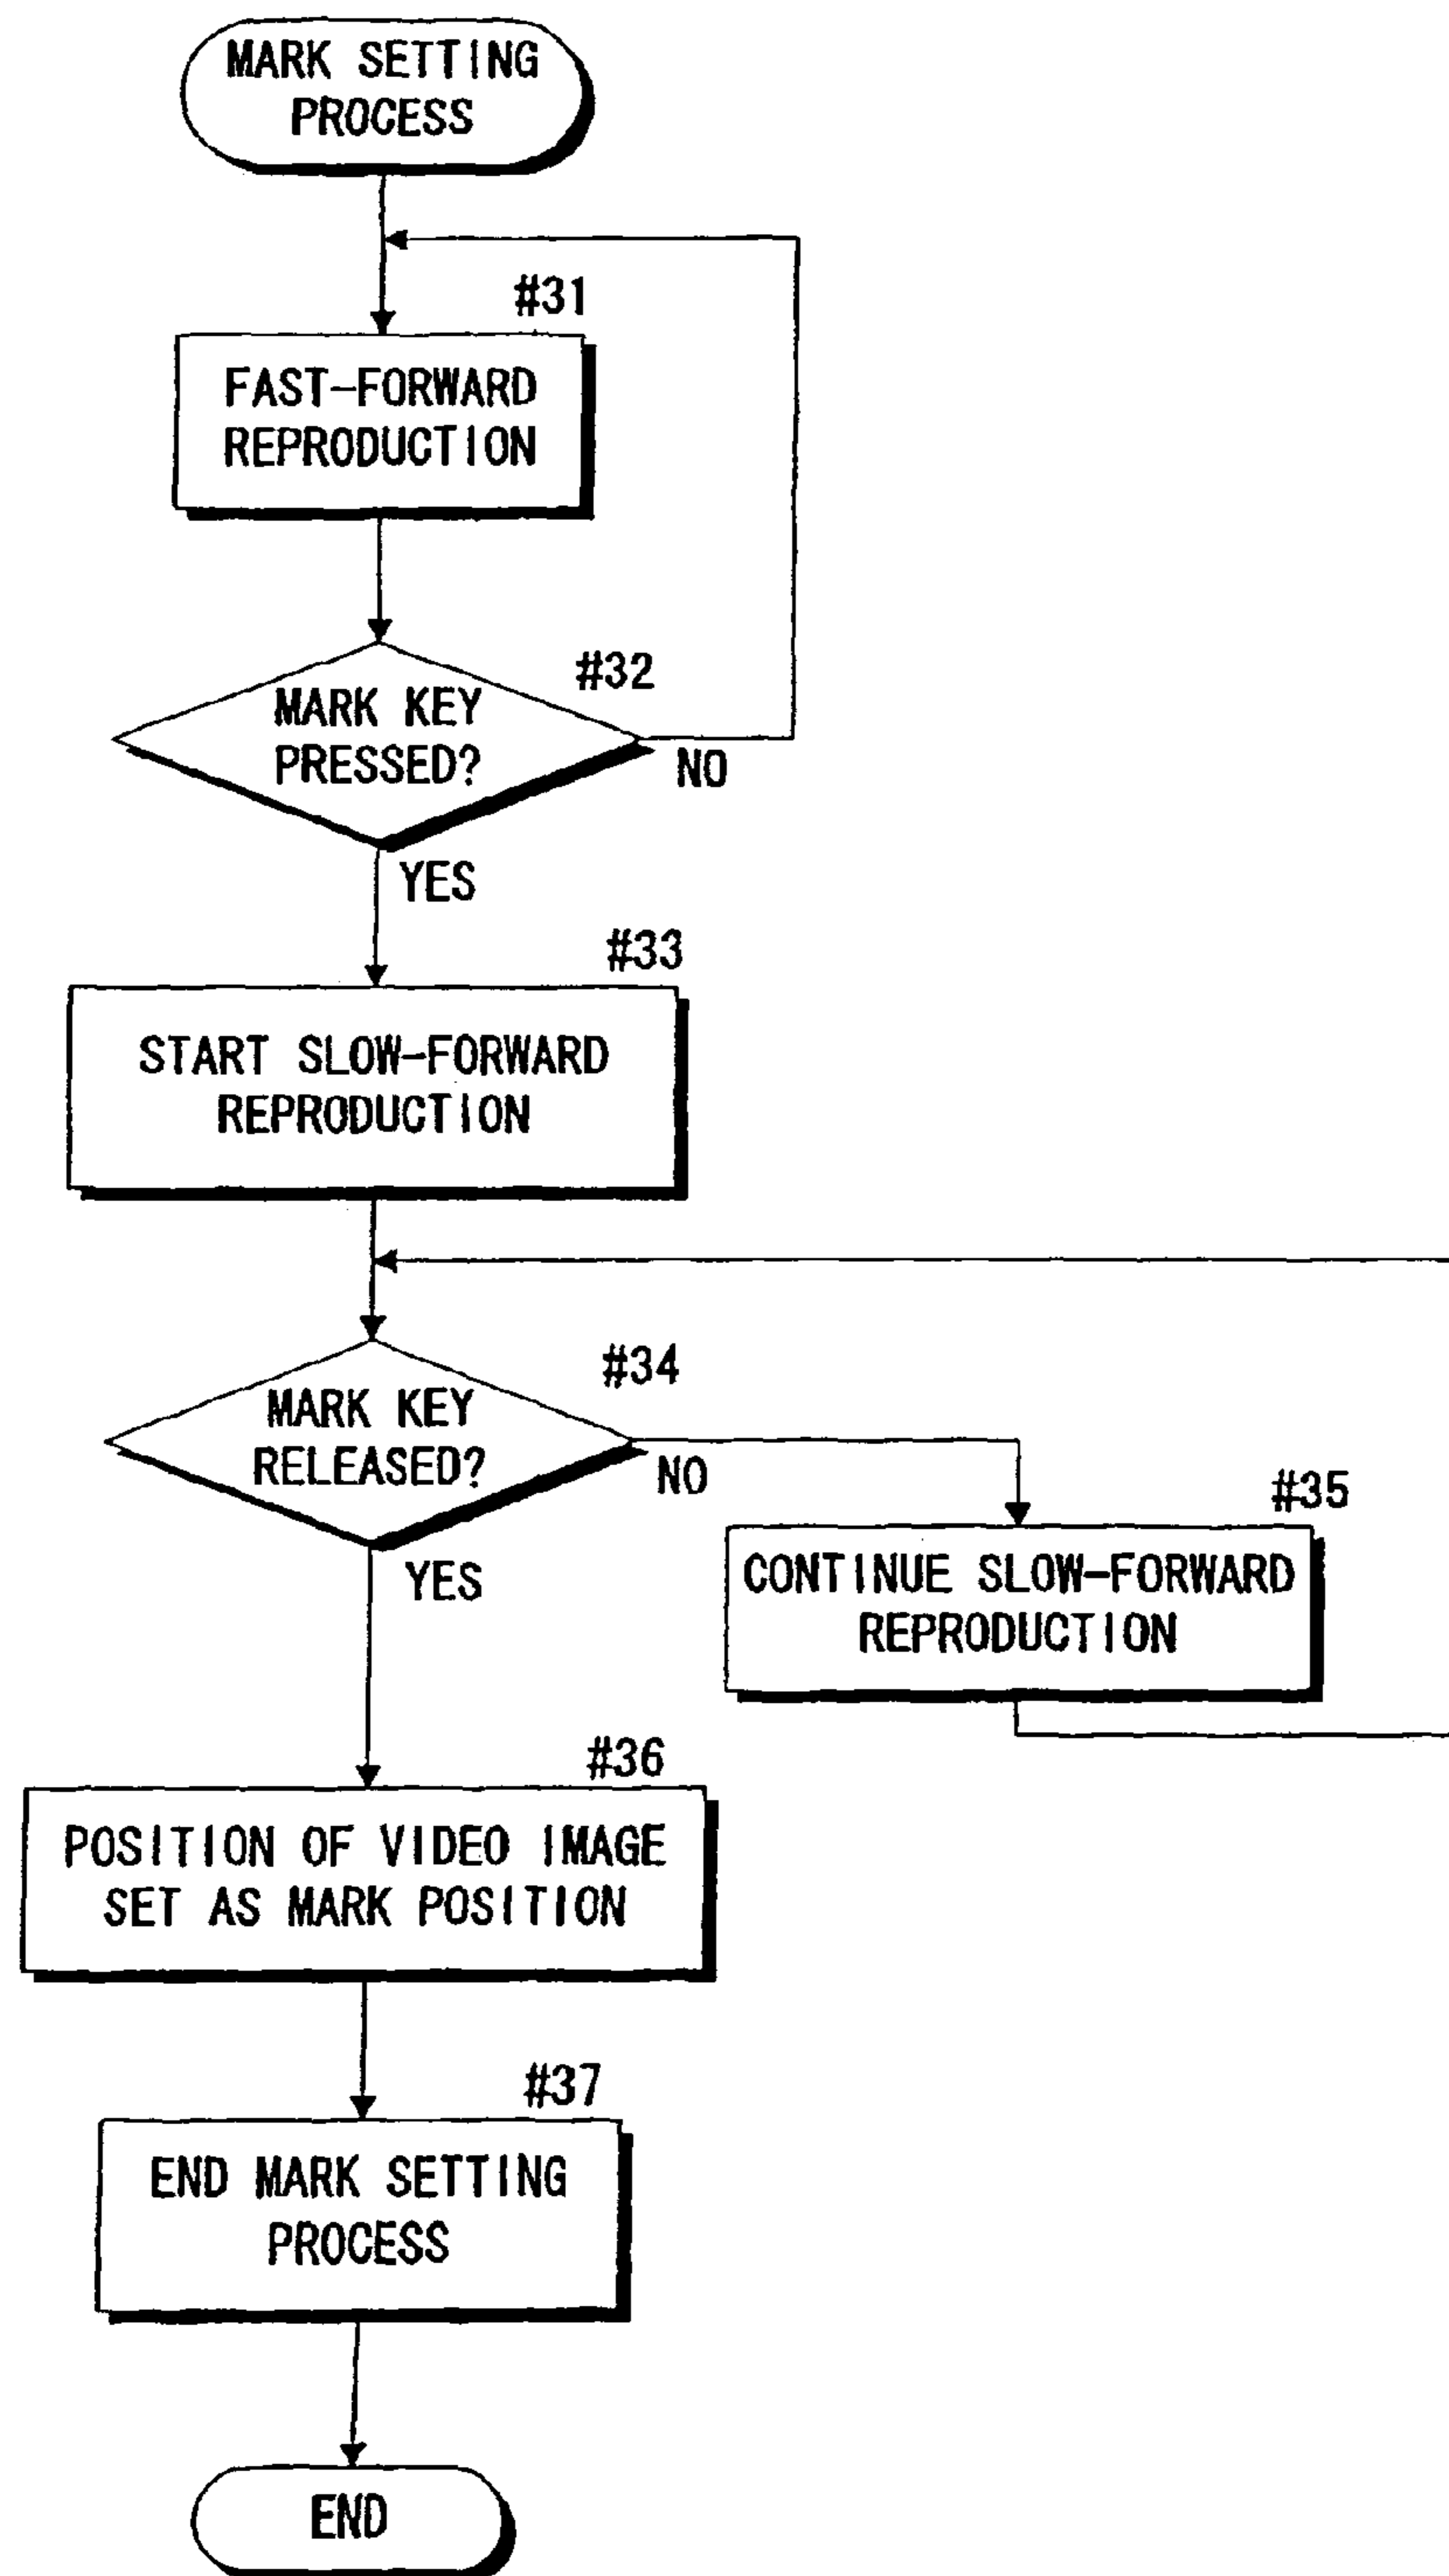 MARK SETTING
PROCESS
#31
FAST-FORWARD
REPRODUCTION
#32
MARK KEY
PRESSED?
NO
YES
#33
START SLOW-FORWARD
REPRODUCTION
#34
MARK KEY
RELEASED?
NO
YES
#35
CONTINUE SLOW-FORWARD
REPRODUCTION
#36
POSITION OF VIDEO IMAGE
SET AS MARK POSITION
#37
END MARK SETTING
PROCESS
END